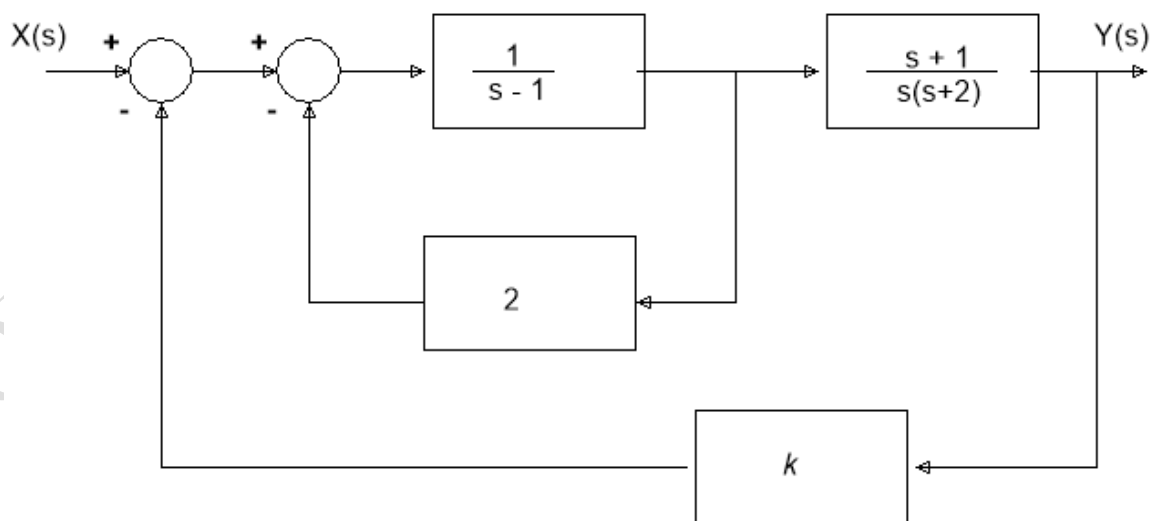 X(s)
+
+
1
s - 1
s + 1
s(s+2)
Y(s)
-
-
2
k